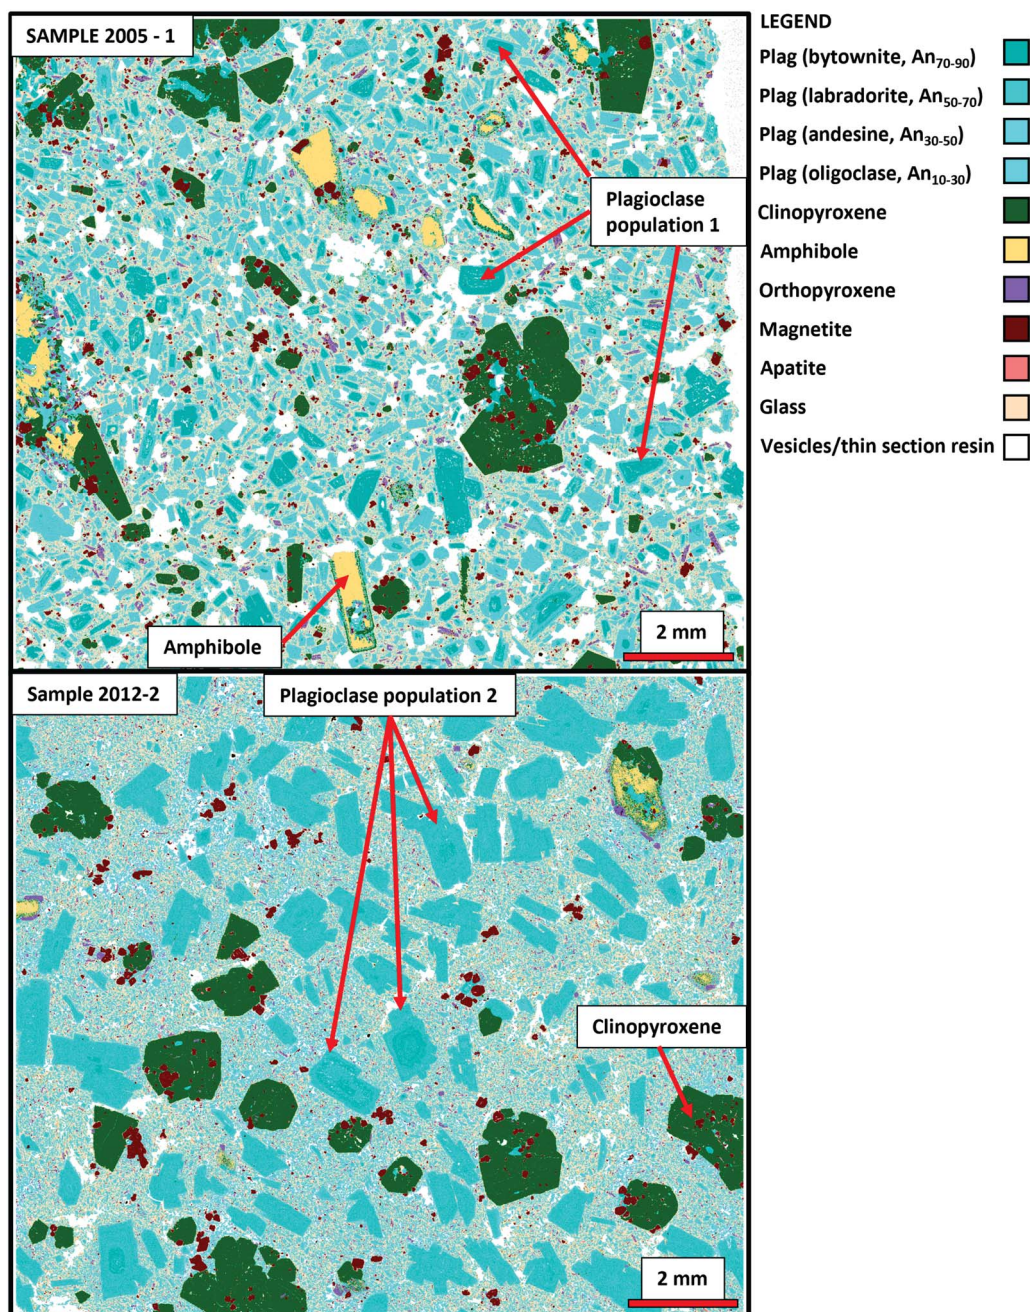 SAMPLE 2005 - 1
Plagioclase
population 1
Amphibole
2 mm
Sample 2012-2
Plagioclase population 2
Clinopyroxene
2 mm
LEGEND
Plag (bytownite, An70-90)
Plag (labradorite, An50-70)
Plag (andesine, An30-50)
Plag (oligoclase, An10-30)
Clinopyroxene
Amphibole
Orthopyroxene
Magnetite
Apatite
Glass
Vesicles/thin section resin